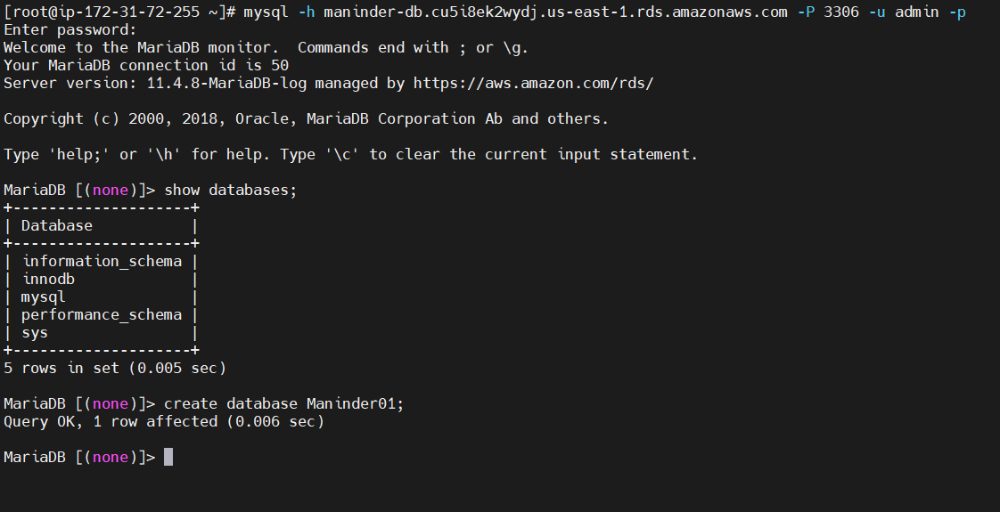 [root@ip-172-31-72-255 ~]# mysql -h maninder-db.cu5i8ek2wydj.us-east-1.rds.amazonaws.com -P 3306 -u admin -p
Enter password:
Welcome to the MariaDB monitor.  Commands end with ; or \g.
Your MariaDB connection id is 50
Server version: 11.4.8-MariaDB-log managed by https://aws.amazon.com/rds/

Copyright (c) 2000, 2018, Oracle, MariaDB Corporation Ab and others.

Type 'help;' or '\h' for help. Type '\c' to clear the current input statement.

MariaDB [(none)]> show databases;
+--------------------+
| Database           |
+--------------------+
| information_schema |
| innodb             |
| mysql              |
| performance_schema |
| sys                |
+--------------------+
5 rows in set (0.005 sec)

MariaDB [(none)]> create database Maninder01;
Query OK, 1 row affected (0.006 sec)

MariaDB [(none)]>